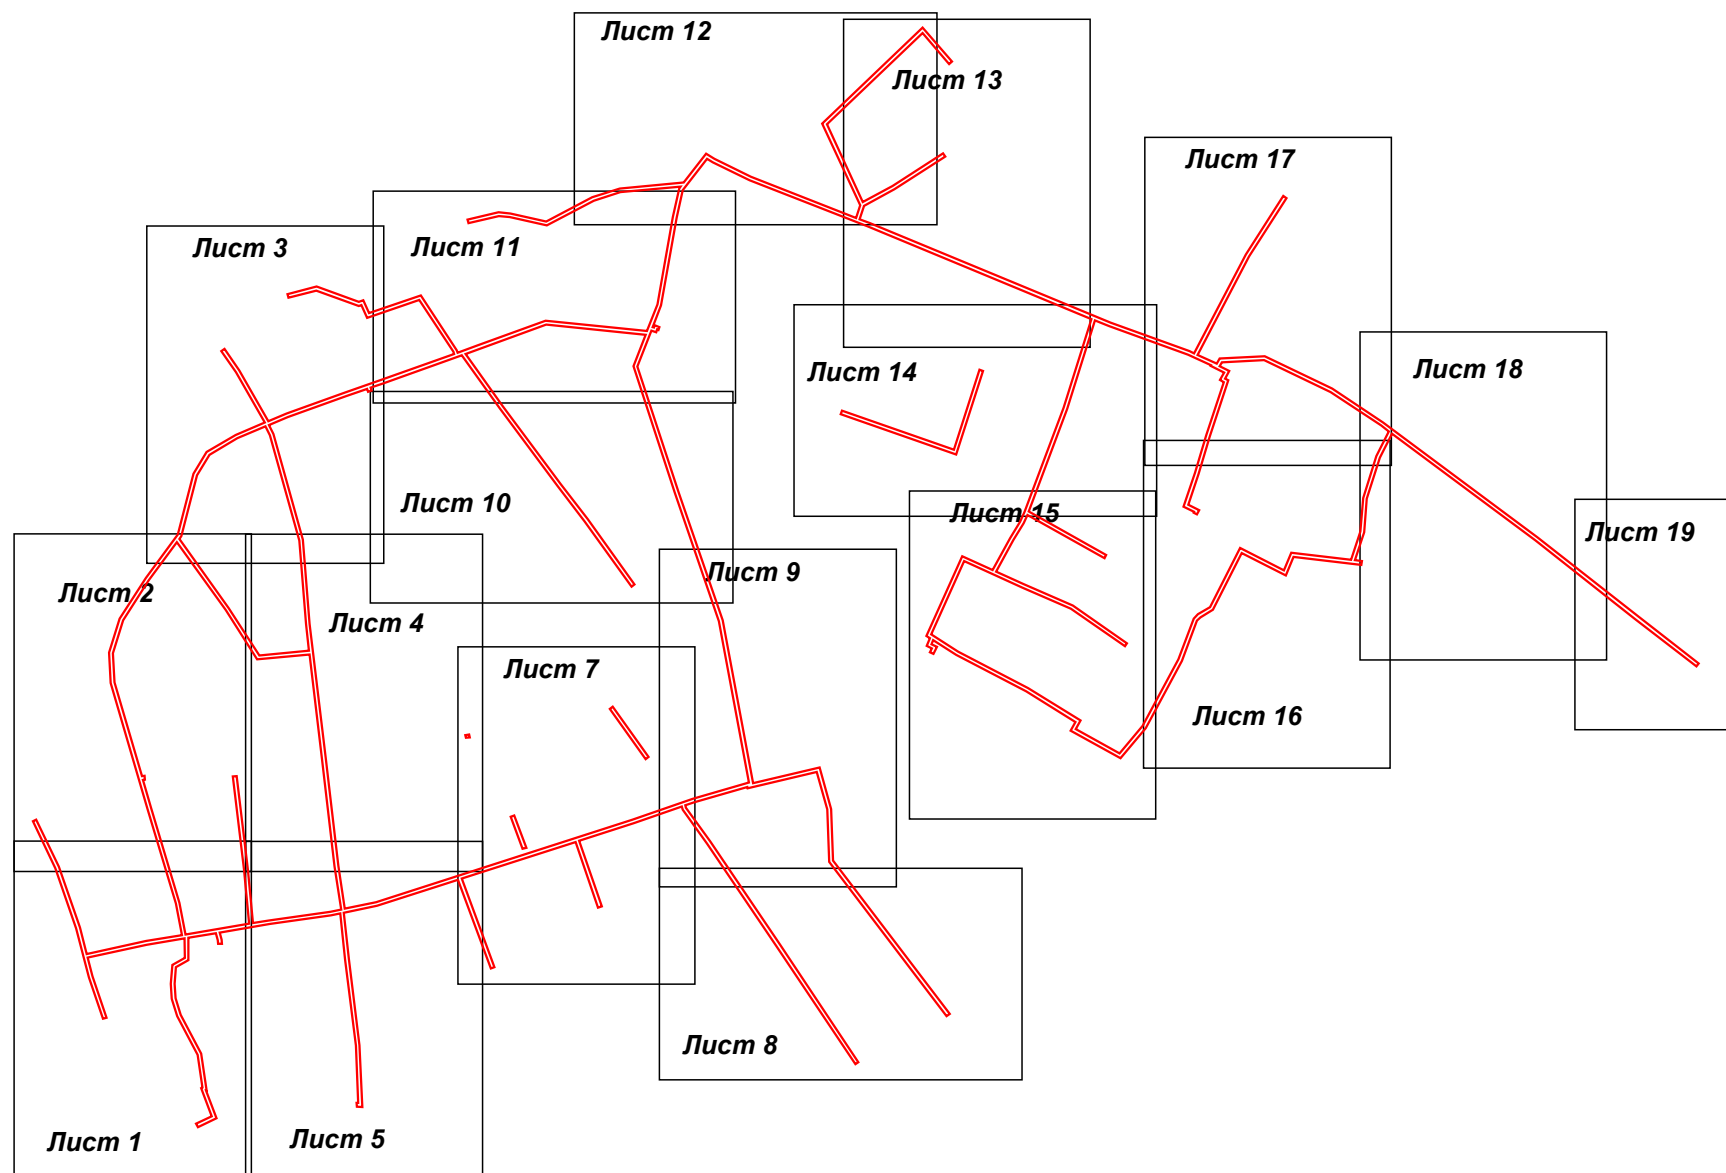 Лист 12
Лист 13
Лист 17
Лист 3
Лист 11
Лист 14
Лист 18
Лист 10
Лист 15
Лист 19
Лист 9
Лист 2
Лист 4
Лист 7
Лист 16
Лист 8
Лист 1
Лист 5